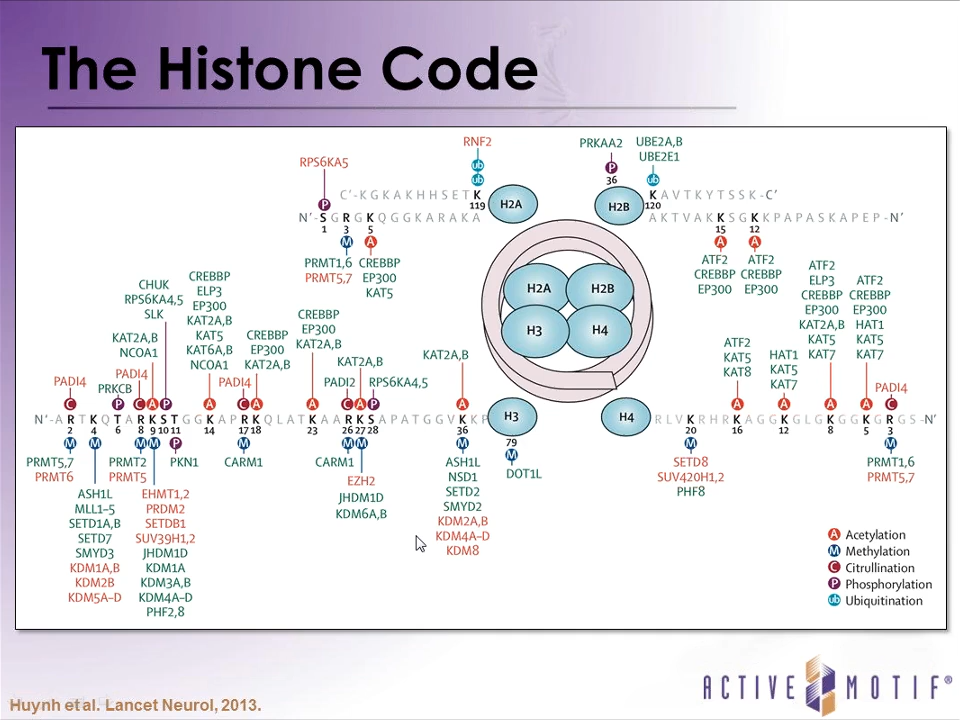 The Histone Code
RNF2
PRKAA2
UBE2A,B
UBE2E1
RPS6KA5
ub
ub
P
36
ub
P
C'-KGKAKHHSETK
119
H2A
H2B
KAVTKYTSSK-C'
120
N'-SGRGKQGGKARAKA
AKTVAKKSGKKPAPASKAPEP-N'
1 3 5
15 12
M A
A A
PRMT1,6
PRMT5,7
CREBBP
EP300
KAT5
ATF2
CREBBP
EP300
ATF2
CREBBP
EP300
H2A
H2B
H3
H4
CHUK
RPS6KA4,5
SLK
CREBBP
ELP3
EP300
KAT2A,B
KAT5
KAT6A,B
NCOA1
CREBBP
EP300
KAT2A,B
CREBBP
EP300
KAT2A,B
KAT2A,B
NCOA1
KAT2A,B
KAT2A,B
PADI4
PADI4
PRKCB
PADI4
PADI2
RPS6KA4,5
ATF2
KAT5
KAT8
HAT1
KAT5
KAT7
ATF2
ELP3
CREBBP
EP300
KAT2A,B
KAT5
KAT7
ATF2
CREBBP
EP300
HAT1
KAT5
KAT7
PADI4
C P C A P A C A A C A P A
A A A A C
N'-ARTKQTARKSTGGKAPRKQLATKAARKSAPATGGVKKP
H3
H4
RLVKRHRKAGGKGLGKGGKGRGS-N'
2 4 6 8 9 10 11 14 17 18 23 26 27 28 36
79
20 16 12 8 5 3
M M M M P M M M M
M
M M
PRMT5,7
PRMT6
PRMT2
PRMT5
PKN1
CARM1
CARM1
ASH1L
MLL1–5
SETD1A,B
SETD7
SMYD3
KDM1A,B
KDM2B
KDM5A–D
EHMT1,2
PRDM2
SETDB1
SUV39H1,2
JHDM1D
KDM1A
KDM3A,B
KDM4A–D
PHF2,8
EZH2
JHDM1D
KDM6A,B
ASH1L
NSD1
SETD2
SMYD2
KDM2A,B
KDM4A–D
KDM8
DOT1L
SETD8
SUV420H1,2
PHF8
PRMT1,6
PRMT5,7
A Acetylation
M Methylation
C Citrullination
P Phosphorylation
ub Ubiquitination
Huynh et al. Lancet Neurol, 2013.
ACTIVE MOTIF®